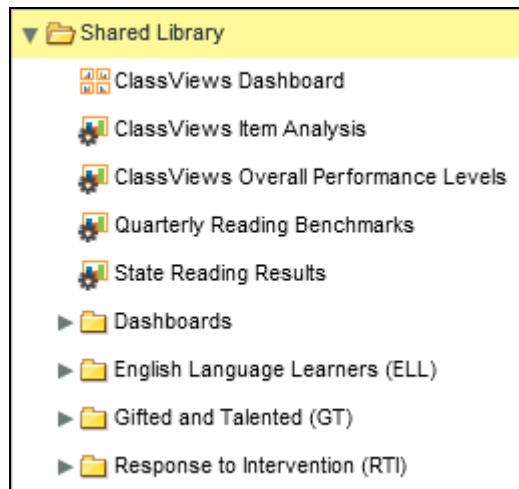 Shared Library
ClassViews Dashboard
ClassViews Item Analysis
ClassViews Overall Performance Levels
Quarterly Reading Benchmarks
State Reading Results
Dashboards
English Language Learners (ELL)
Gifted and Talented (GT)
Response to Intervention (RTI)